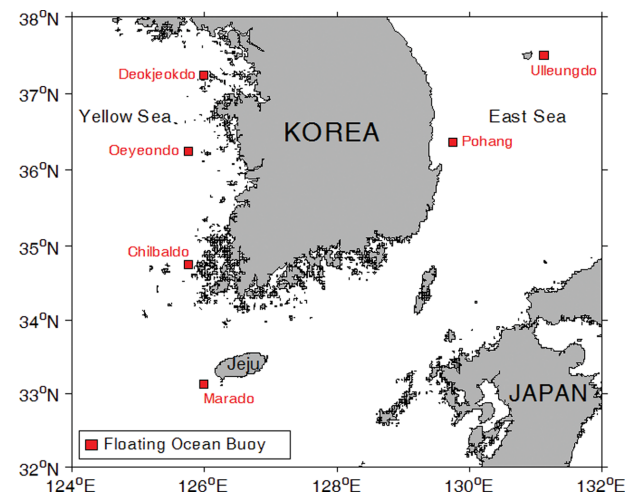 38°N
Deokjeokdo
Ulleungdo
37°N
Yellow Sea
East Sea
KOREA
Pohang
Oeyeondo
36°N
Chilbaldo
35°N
34°N
Jeju
33°N
Marado
JAPAN
Floating Ocean Buoy
32°N
124°E 126°E 128°E 130°E 132°E